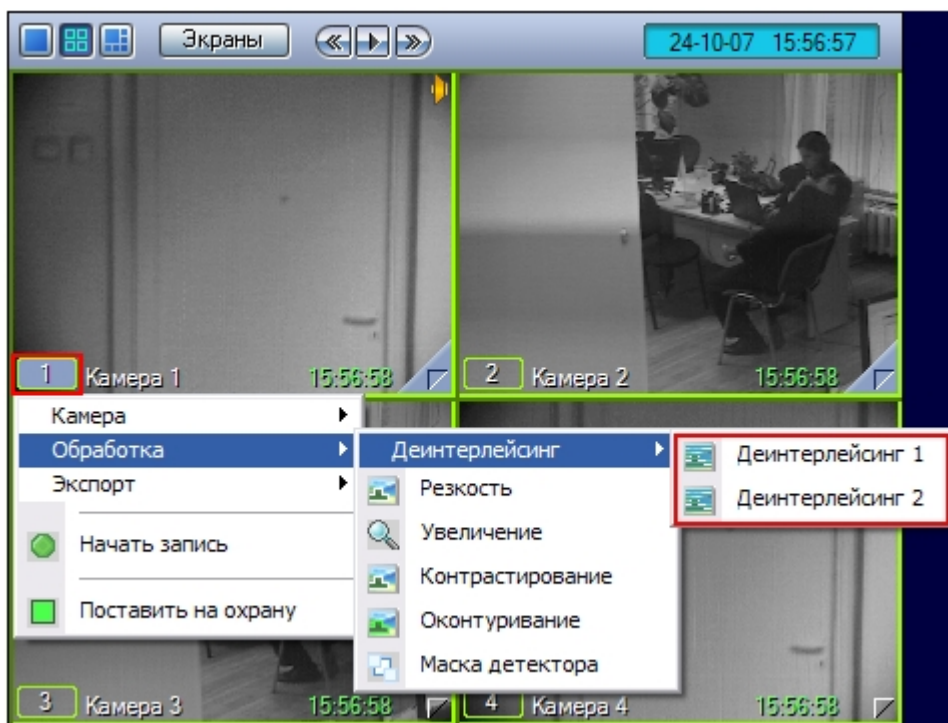 Экраны
24-10-07 15:56:57
1 Камера 1 15:56:58
2 Камера 2 15:56:58
Камера
Обработка
Экспорт
Начать запись
Поставить на охрану
Деинтерлейсинг
Резкость
Увеличение
Контрастирование
Оконтуривание
Маска детектора
Деинтерлейсинг 1
Деинтерлейсинг 2
3 Камера 3 15:56:58
4 Камера 4 15:56:58